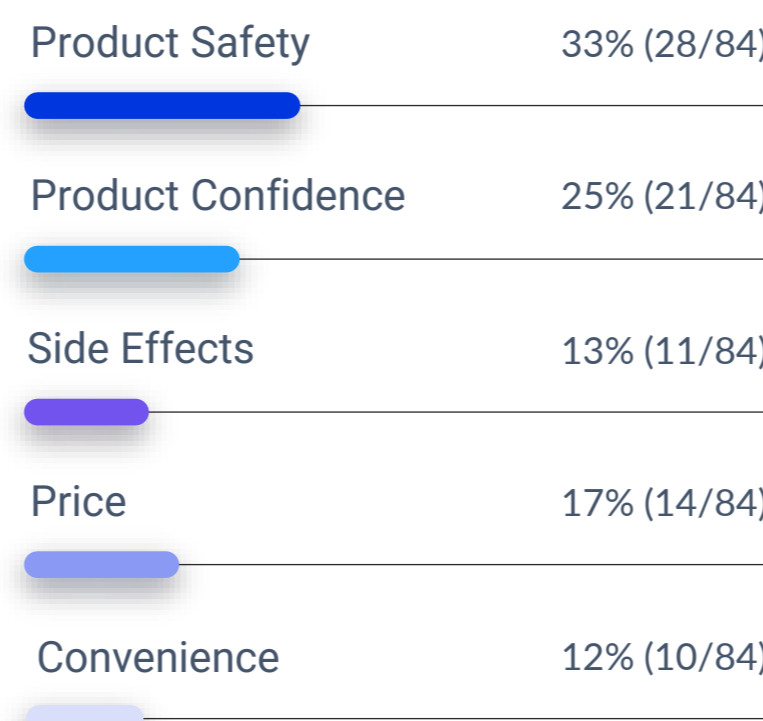 Product Safety 33% (28/84)
Product Confidence 25% (21/84)
Side Effects 13% (11/84)
Price 17% (14/84)
Convenience 12% (10/84)